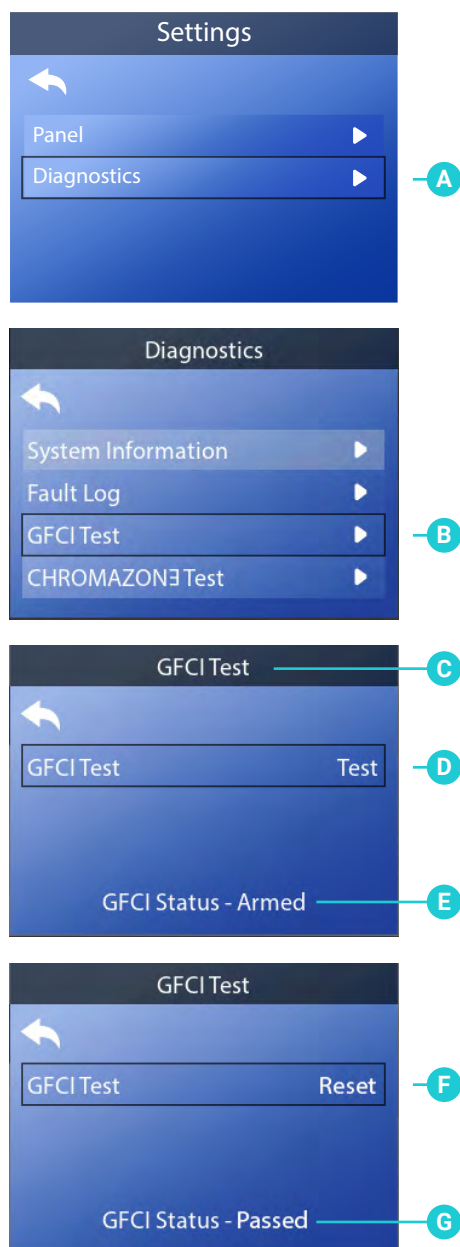 Settings
Panel
Diagnostics
A
Diagnostics
System Information
Fault Log
GFCI Test
B
CHROMAZONƎ Test
GFCI Test
C
GFCI Test Test
D
GFCI Status - Armed
E
GFCI Test
GFCI Test Reset
F
GFCI Status - Passed
G